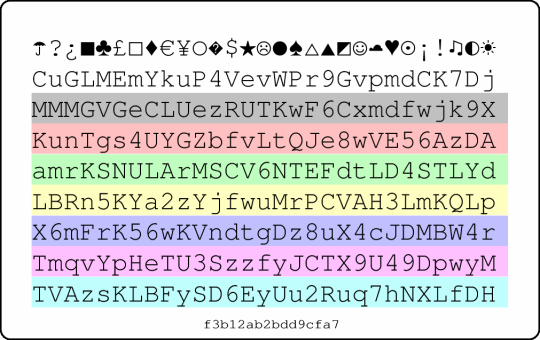 ☂?¿■♣£□♦€¥○�$★☹●♠△▲◩☺☁♥⊙¡!♫◐☀
CuGLMEmYkuP4VevWPr9GvpmdCK7Dj
MMMGVGeCLUezRUTKwF6Cxmdfwjk9X
KunTgs4UYGZbfvLtQJe8wVE56AzDA
amrKSNULArMSCV6NTEFdtLD4STLYd
LBRn5KYa2zYjfwuMrPCVAH3LmKQLp
X6mFrK56wKVndtgDz8uX4cJDMBW4r
TmqvYpHeTU3SzzfyJCTX9U49DpwyM
TVAzsKLBFySD6EyUu2Ruq7hNXLfDH
f3b12ab2bdd9cfa7